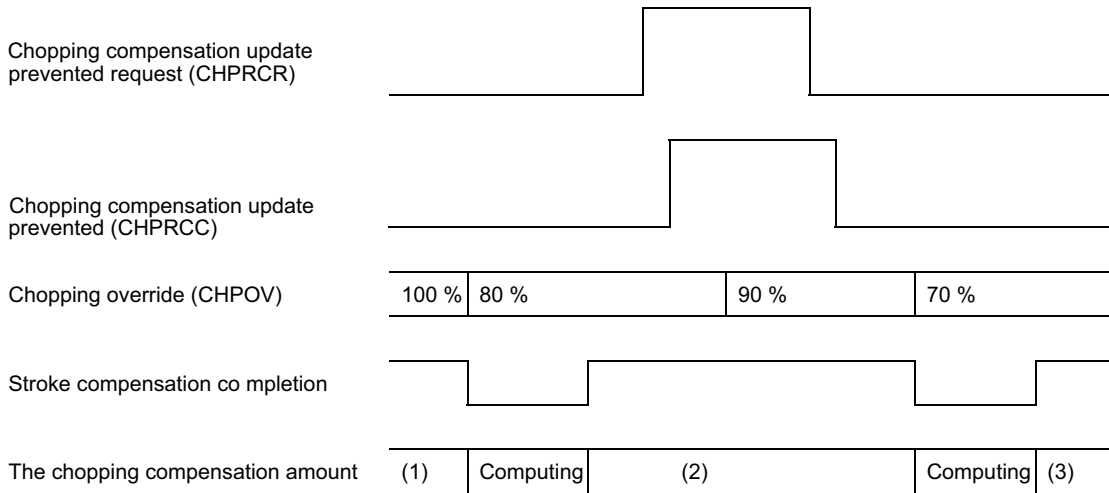 Chopping compensation update
prevented request (CHPRCR)
Chopping compensation update
prevented (CHPRCC)
Chopping override (CHPOV) 100 % 80 % 90 % 70 %
Stroke compensation co mpletion
The chopping compensation amount (1) Computing (2) Computing (3)